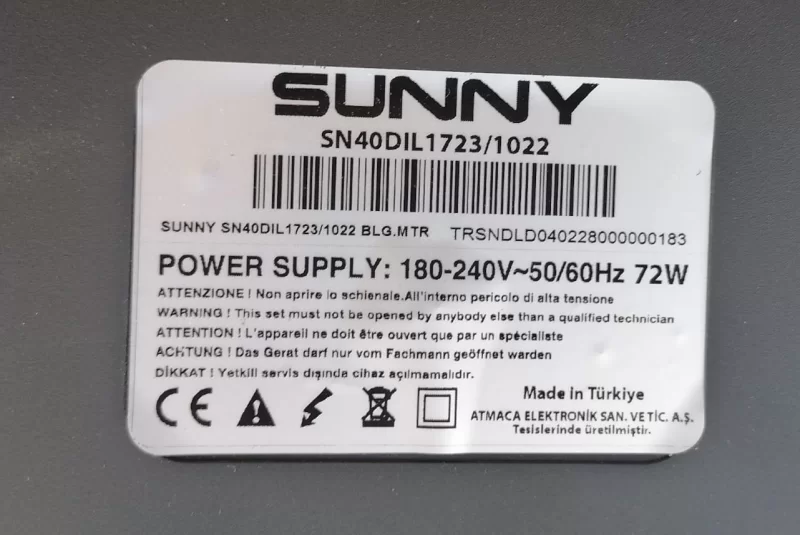 SUNNY
SN40DIL1723/1022
SUNNY SN40DIL1723/1022 BLG.MTR TRSNDLD040228000000183
POWER SUPPLY: 180-240V~50/60Hz 72W
ATTENZIONE ! Non aprire lo schienale.All'interno pericolo di alta tensione
WARNING ! This set must not be opened by anybody else than a qualified technician
ATTENTION ! L'appareil ne doit être ouvert que par un spécialiste
ACHTUNG ! Das Gerat darf nur vom Fachmann geöffnet warden
DİKKAT ! Yetkili servis dışında cihaz açılmamalıdır.
CE
Made in Türkiye
ATMACA ELEKTRONİK SAN. VE TİC. A.Ş.
Tesislerinde üretilmiştir.